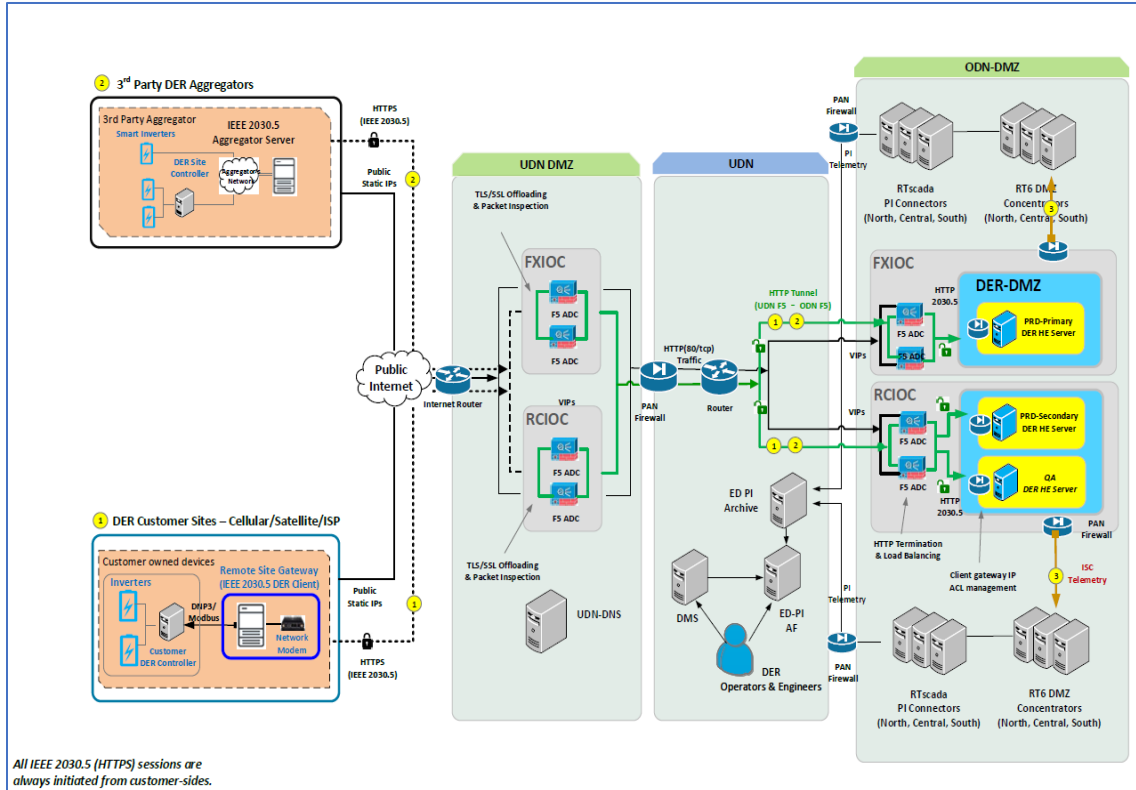 2 3rd Party DER Aggregators
3rd Party Aggregator
Smart Inverters
IEEE 2030.5
Aggregator Server
DER Site
Controller
Aggregator's
Network
HTTPS
(IEEE 2030.5)
Public
Static IPs
2
1 DER Customer Sites – Cellular/Satellite/ISP
Customer owned devices
Inverters
Remote Site Gateway
(IEEE 2030.5 DER Client)
DNP3/
Modbus
Customer
DER Controller
Network
Modem
Public
Static IPs
1
HTTPS
(IEEE 2030.5)
All IEEE 2030.5 (HTTPS) sessions are
always initiated from customer-sides.
Public
Internet
Internet Router
UDN DMZ
TLS/SSL Offloading
& Packet Inspection
FXIOC
F5 ADC
F5 ADC
VIPs
RCIOC
F5 ADC
F5 ADC
TLS/SSL Offloading
& Packet Inspection
UDN-DNS
PAN
Firewall
UDN
HTTP(80/tcp)
Traffic
Router
HTTP Tunnel
(UDN F5 – ODN F5)
1 2
1 2
VIPs
VIPs
ED PI
Archive
DMS
ED-PI
AF
DER
Operators & Engineers
ODN-DMZ
PAN
Firewall
PI
Telemetry
RTscada
PI Connectors
(North, Central, South)
RT6 DMZ
Concentrators
(North, Central, South)
3
FXIOC
F5 ADC
F5 ADC
HTTP
2030.5
DER-DMZ
PRD-Primary
DER HE Server
RCIOC
F5 ADC
F5 ADC
HTTP
2030.5
PRD-Secondary
DER HE Server
QA
DER HE Server
HTTP Termination
& Load Balancing
Client gateway IP
ACL management
PAN
Firewall
3
ISC
Telemetry
PI
Telemetry
PAN
Firewall
RTscada
PI Connectors
(North, Central, South)
RT6 DMZ
Concentrators
(North, Central, South)